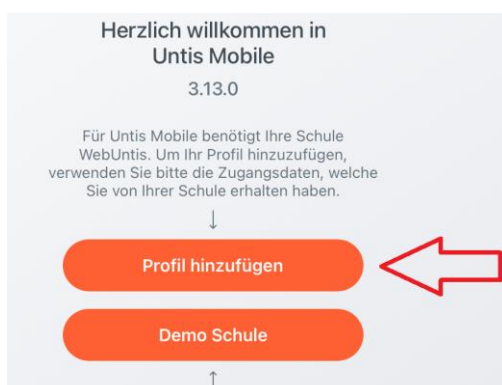 Herzlich willkommen in
Untis Mobile
3.13.0
Für Untis Mobile benötigt Ihre Schule
WebUntis. Um Ihr Profil hinzuzufügen,
verwenden Sie bitte die Zugangsdaten, welche
Sie von Ihrer Schule erhalten haben.
Profil hinzufügen
Demo Schule